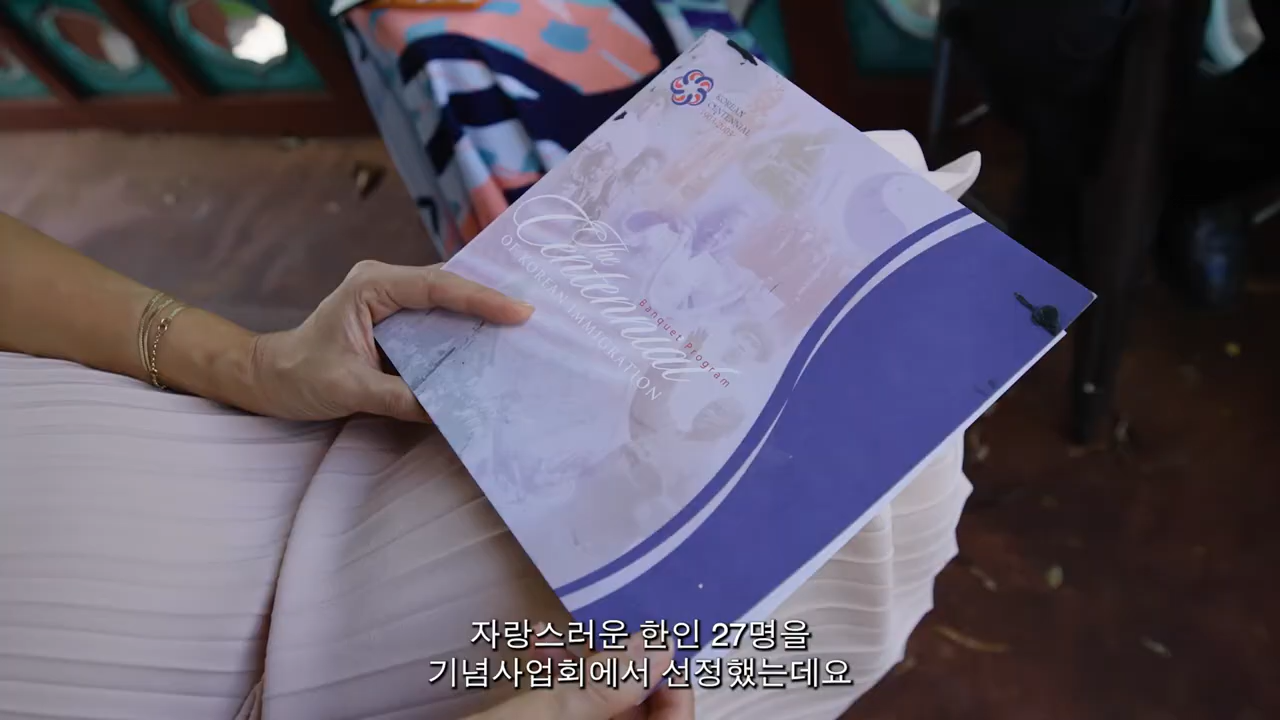 KOREAN
CENTENNIAL
The
Centennial
OF KOREAN IMMIGRATION
Banquet Program
자랑스러운 한인 27명을
기념사업회에서 선정했는데요